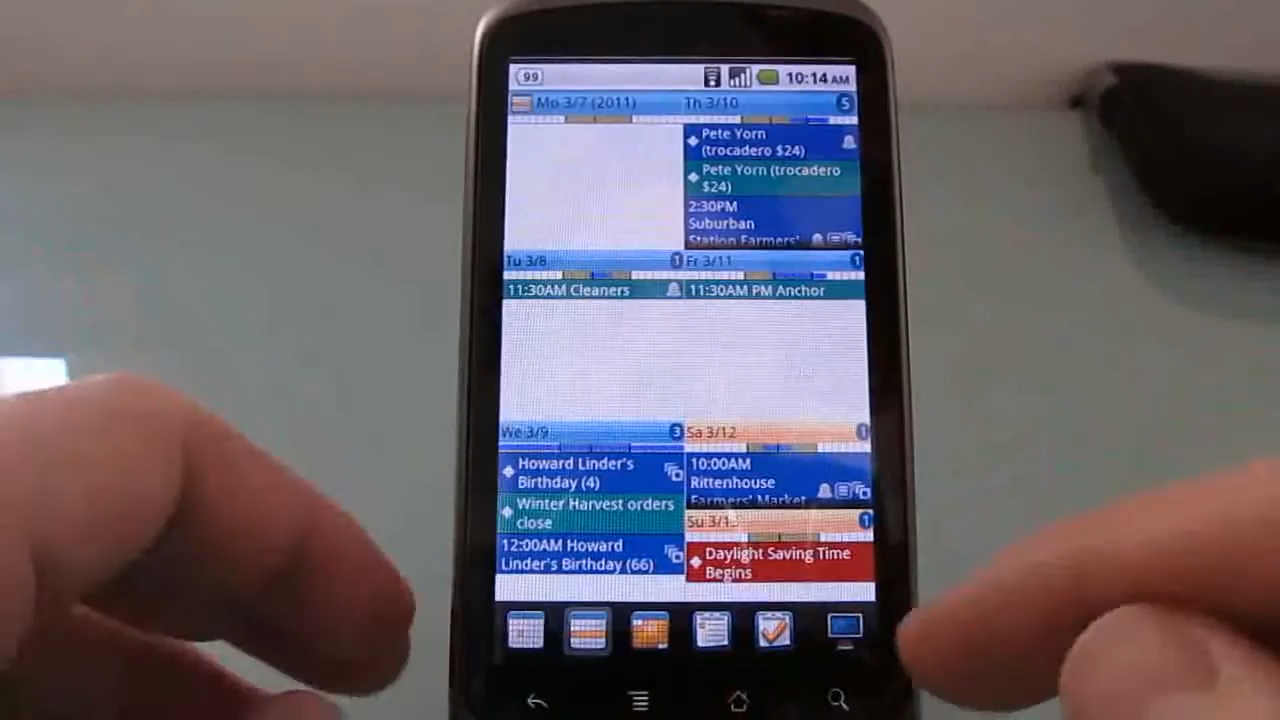 99
10:14 AM
Mo 3/7 (2011)
Th 3/10
5
Pete Yorn
(trocadero $24)
Pete Yorn (trocadero
$24)
2:30PM
Suburban
Station Farmers'
Tu 3/8
1
Fr 3/11
1
11:30AM Cleaners
11:30AM PM Anchor
We 3/9
3
Sa 3/12
1
Howard Linder's
Birthday (4)
Winter Harvest orders
close
12:00AM Howard
Linder's Birthday (66)
10:00AM
Rittenhouse
Farmers' Market
Su 3/13
1
Daylight Saving Time
Begins